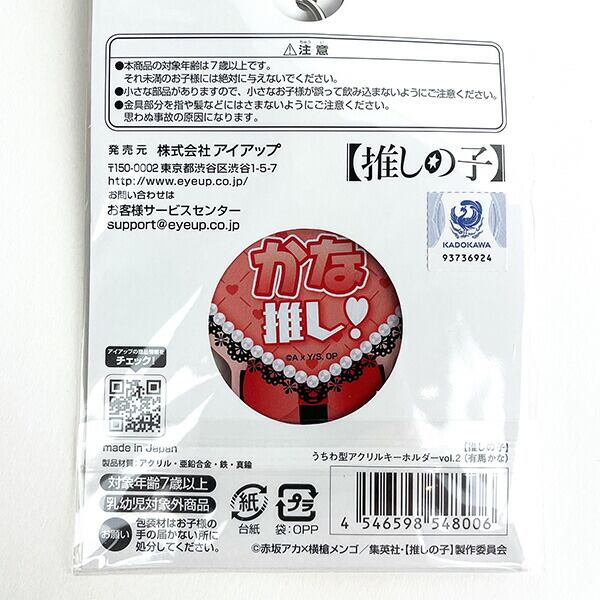 ⚠注意
ちゅう い
●本商品の対象年齢は7歳以上です。
それ未満のお子様には絶対に与えないでください。
●小さな部品がありますので、小さなお子様が誤って飲み込まないようにご注意ください。
●金具部分を指や髪などにはさまないようにご注意ください。
思わぬ事故の原因になります。
発売元 株式会社アイアップ
〒150-0002 東京都渋谷区渋谷1-5-7
http://www.eyeup.co.jp/
お問い合わせは
お客様サービスセンター
support@eyeup.co.jp
【推しの子】
KADOKAWA
93736924
かな
推し!
©A x Y/S, OP
アイアップの商品情報を
チェック!
made in Japan
製品材質:アクリル・亜鉛合金・鉄・真鍮
【推しの子】
うちわ型アクリルキーホルダーvol.2(有馬かな)
対象年齢7歳以上
乳幼児対象外商品
お願い
包装材はお子様の
手の届かない所に
処分してください。
紙
台紙
プラ
袋:OPP
4 546598 548006
©赤坂アカ×横槍メンゴ/集英社・【推しの子】製作委員会